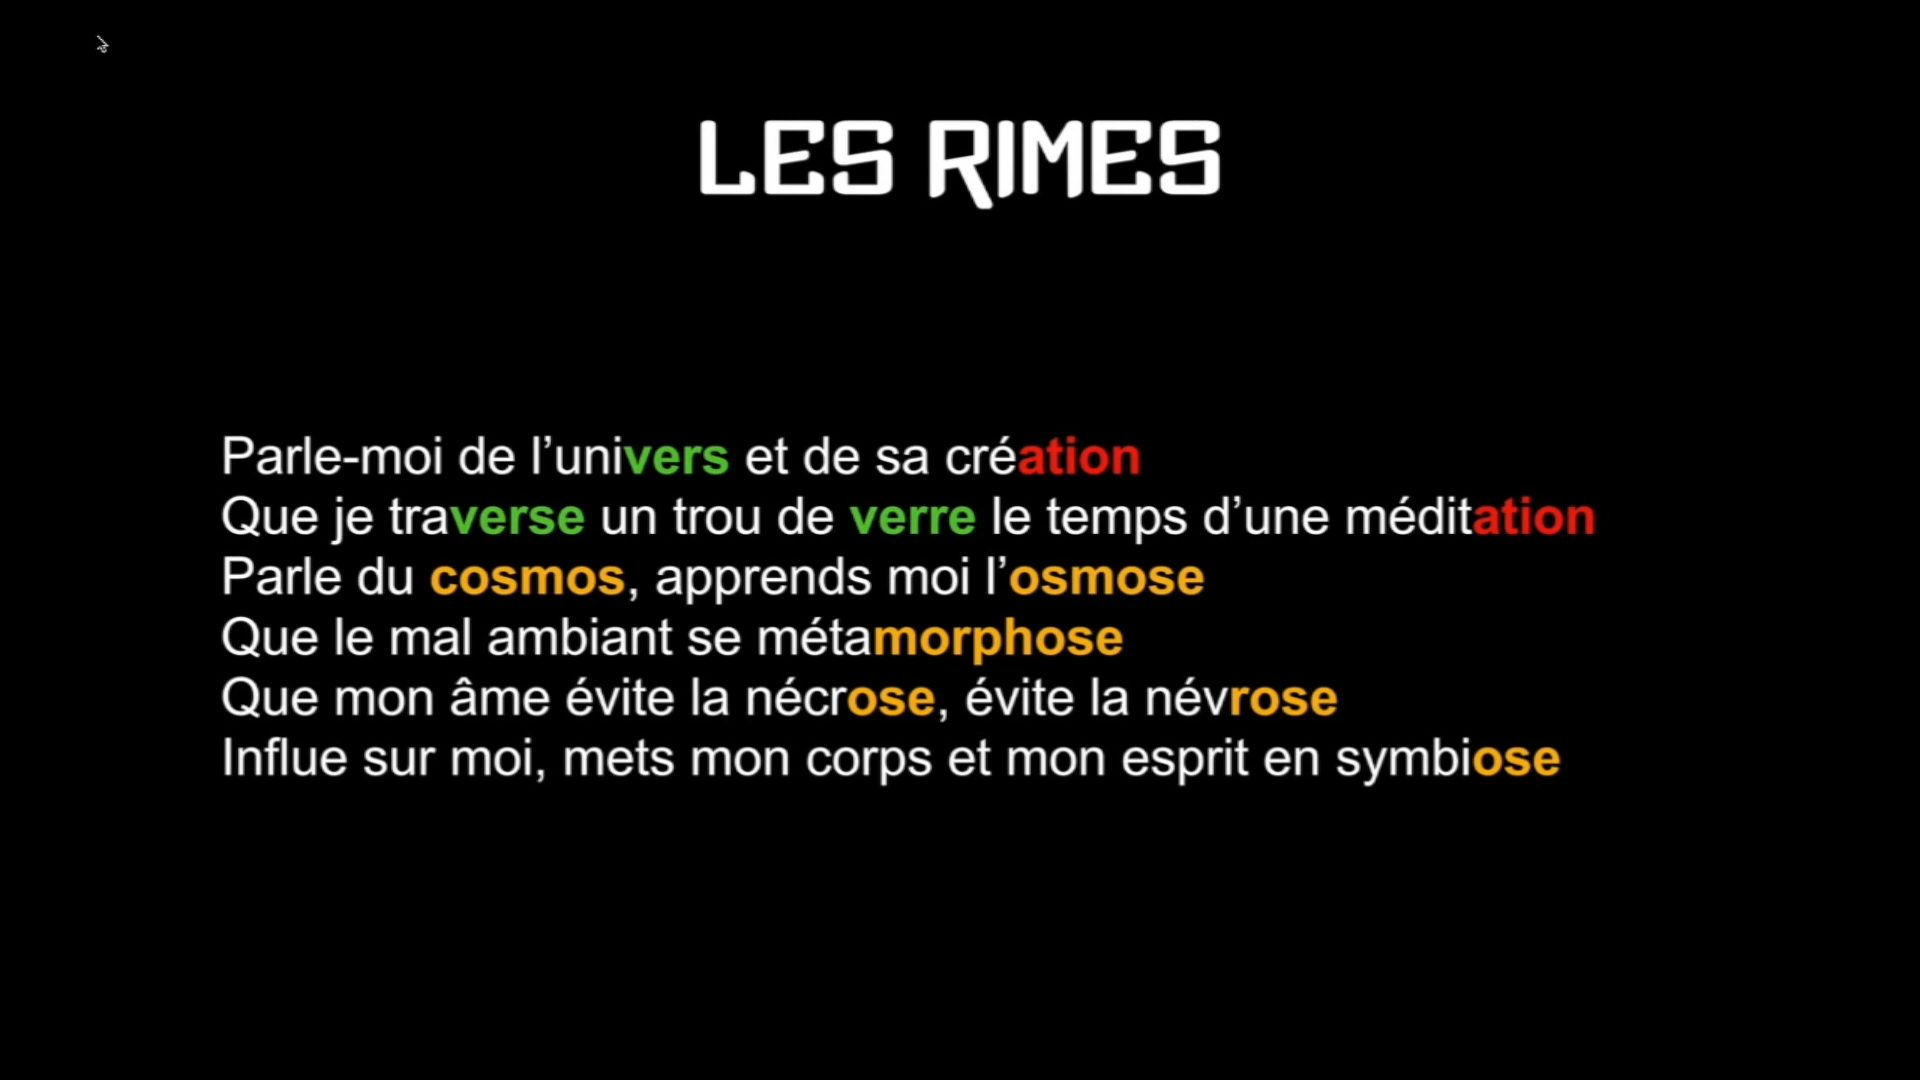 LES RIMES
Parle-moi de l’univers et de sa création
Que je traverse un trou de verre le temps d’une méditation
Parle du cosmos, apprends moi l’osmose
Que le mal ambiant se métamorphose
Que mon âme évite la nécrose, évite la névrose
Influe sur moi, mets mon corps et mon esprit en symbiose